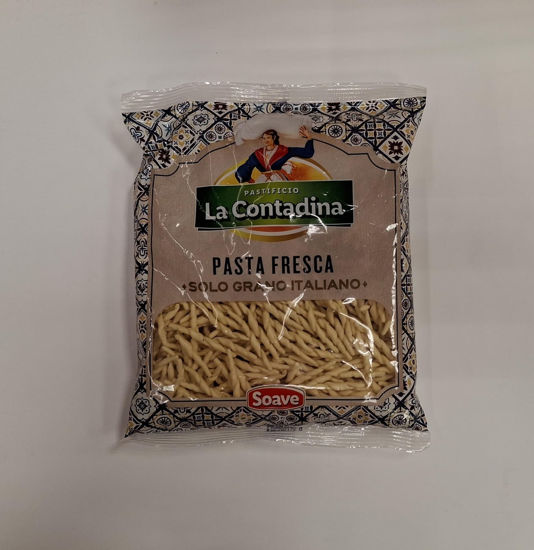 PASTIFICIO
La Contadina
PASTA FRESCA
SOLO GRANO ITALIANO
Soave